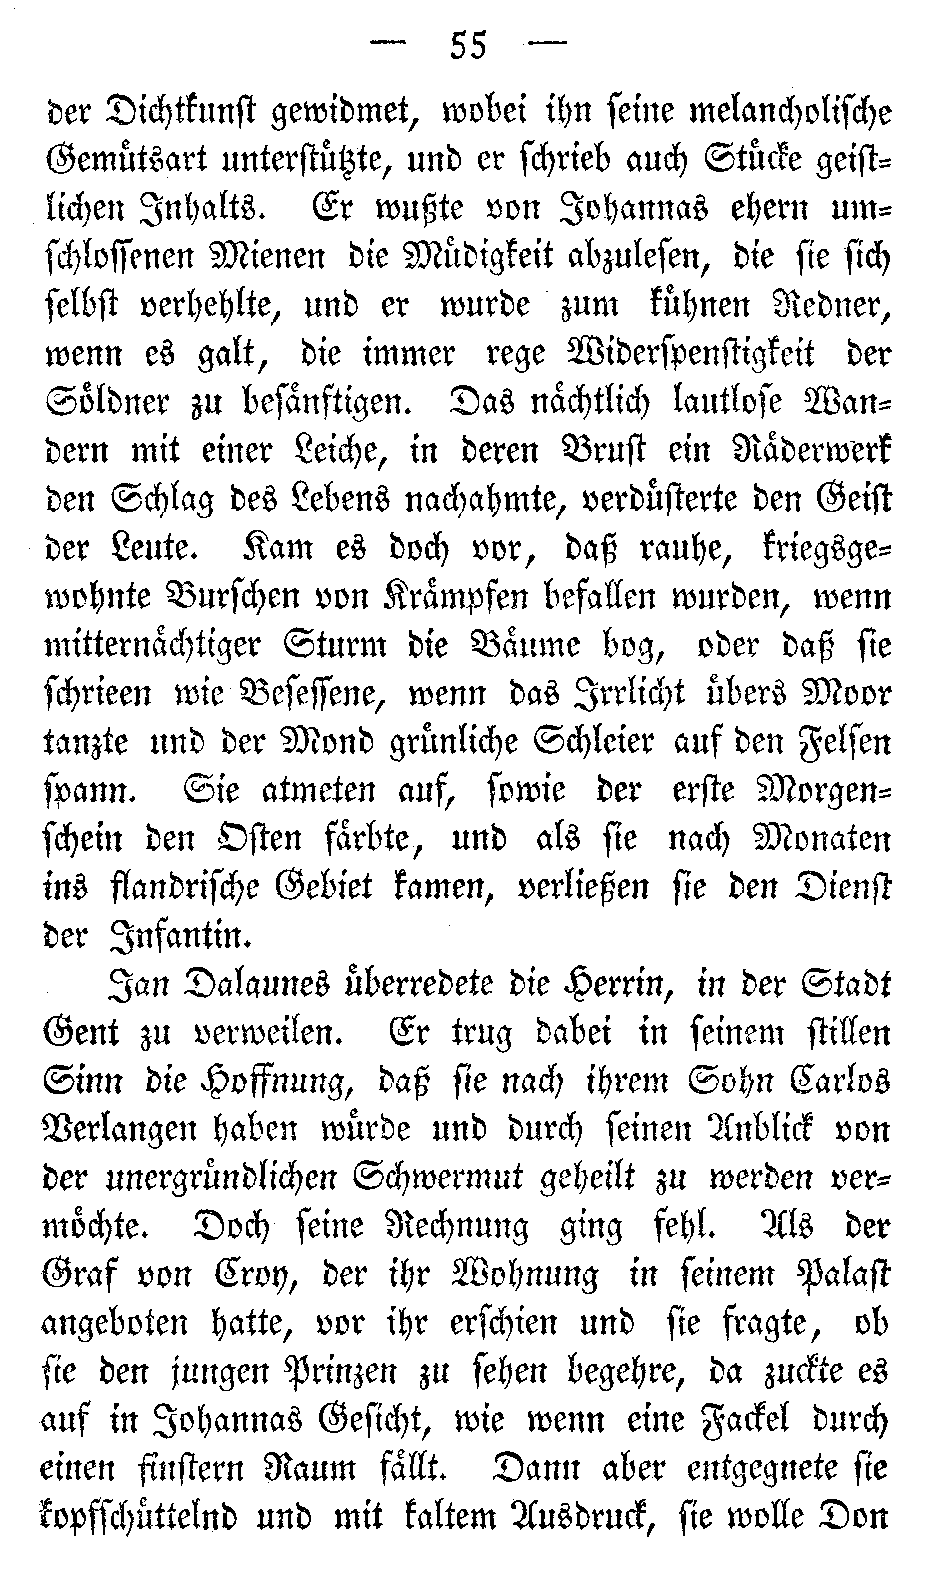 — 55 —
der Dichtkunst gewidmet, wobei ihn seine melancholische
Gemütsart unterstützte, und er schrieb auch Stücke geist-
lichen Inhalts. Er wußte von Johannas ehern um-
schlossenen Mienen die Müdigkeit abzulesen, die sie sich
selbst verhehlte, und er wurde zum kühnen Redner,
wenn es galt, die immer rege Widerspenstigkeit der
Söldner zu besänftigen. Das nächtlich lautlose Wan-
dern mit einer Leiche, in deren Brust ein Räderwerk
den Schlag des Lebens nachahmte, verdüsterte den Geist
der Leute. Kam es doch vor, daß rauhe, kriegsge-
wohnte Burschen von Krämpfen befallen wurden, wenn
mitternächtiger Sturm die Bäume bog, oder daß sie
schrieen wie Besessene, wenn das Irrlicht übers Moor
tanzte und der Mond grünliche Schleier auf den Felsen
spann. Sie atmeten auf, sowie der erste Morgen-
schein den Osten färbte, und als sie nach Monaten
ins flandrische Gebiet kamen, verließen sie den Dienst
der Infantin.
Jan Dalaunes überredete die Herrin, in der Stadt
Gent zu verweilen. Er trug dabei in seinem stillen
Sinn die Hoffnung, daß sie nach ihrem Sohn Carlos
Verlangen haben würde und durch seinen Anblick von
der unergründlichen Schwermut geheilt zu werden ver-
möchte. Doch seine Rechnung ging fehl. Als der
Graf von Croy, der ihr Wohnung in seinem Palast
angeboten hatte, vor ihr erschien und sie fragte, ob
sie den jungen Prinzen zu sehen begehre, da zuckte es
auf in Johannas Gesicht, wie wenn eine Fackel durch
einen finstern Raum fällt. Dann aber entgegnete sie
kopfschüttelnd und mit kaltem Ausdruck, sie wolle Don